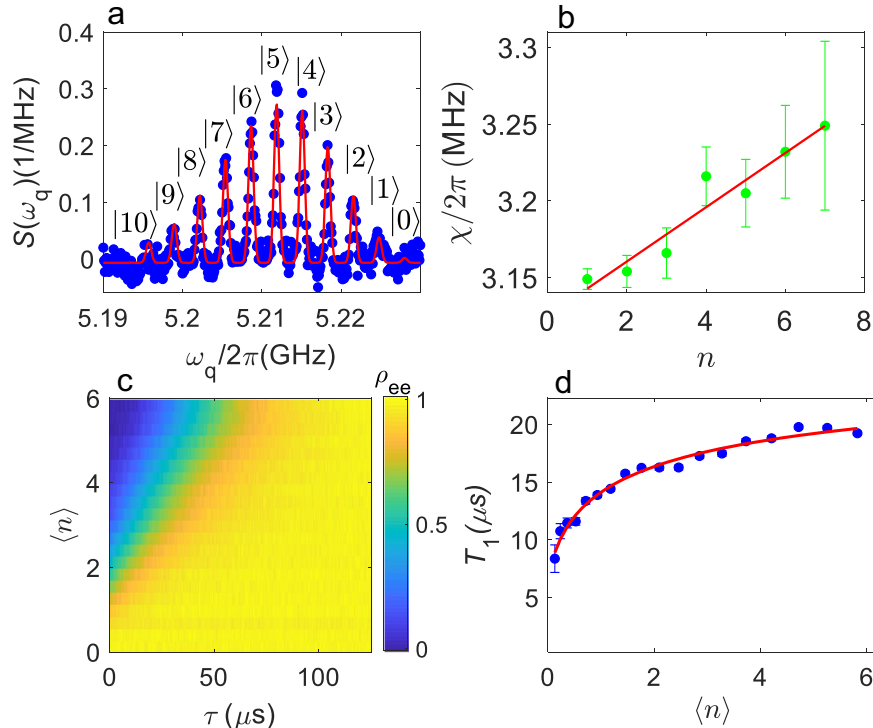 a
S(ω_q)(1/MHz)
0.4
0.3
0.2
0.1
0
|10⟩ |9⟩ |8⟩ |7⟩ |6⟩ |5⟩ |4⟩ |3⟩ |2⟩ |1⟩ |0⟩
5.19 5.2 5.21 5.22
ω_q/2π(GHz)
b
χ/2π (MHz)
3.3
3.25
3.2
3.15
0 2 4 6 8
n
c
⟨n⟩
6
4
2
0
0 50 100
τ (μs)
ρ_ee
1
0.5
0
d
T_1(μs)
20
15
10
5
0 2 4 6
⟨n⟩